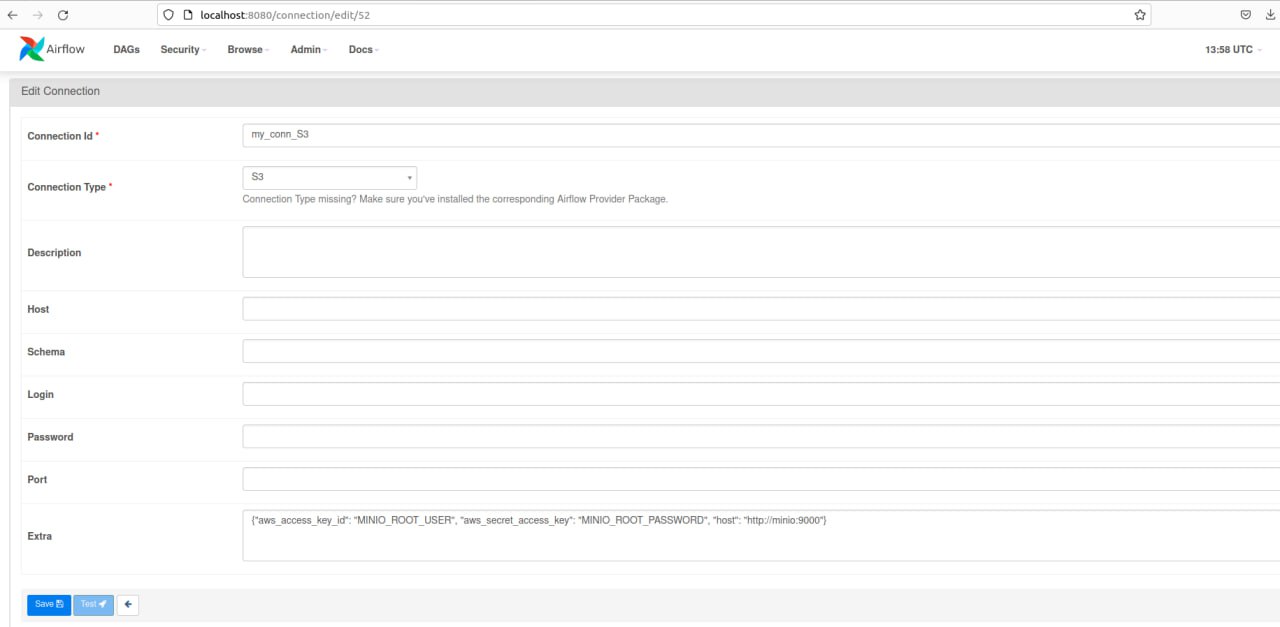 localhost:8080/connection/edit/52
Airflow DAGs Security Browse Admin Docs 13:58 UTC
Edit Connection
Connection Id * my_conn_S3
Connection Type * S3
Connection Type missing? Make sure you've installed the corresponding Airflow Provider Package.
Description
Host
Schema
Login
Password
Port
Extra {"aws_access_key_id": "MINIO_ROOT_USER", "aws_secret_access_key": "MINIO_ROOT_PASSWORD", "host": "http://minio:9000"}
Save Test